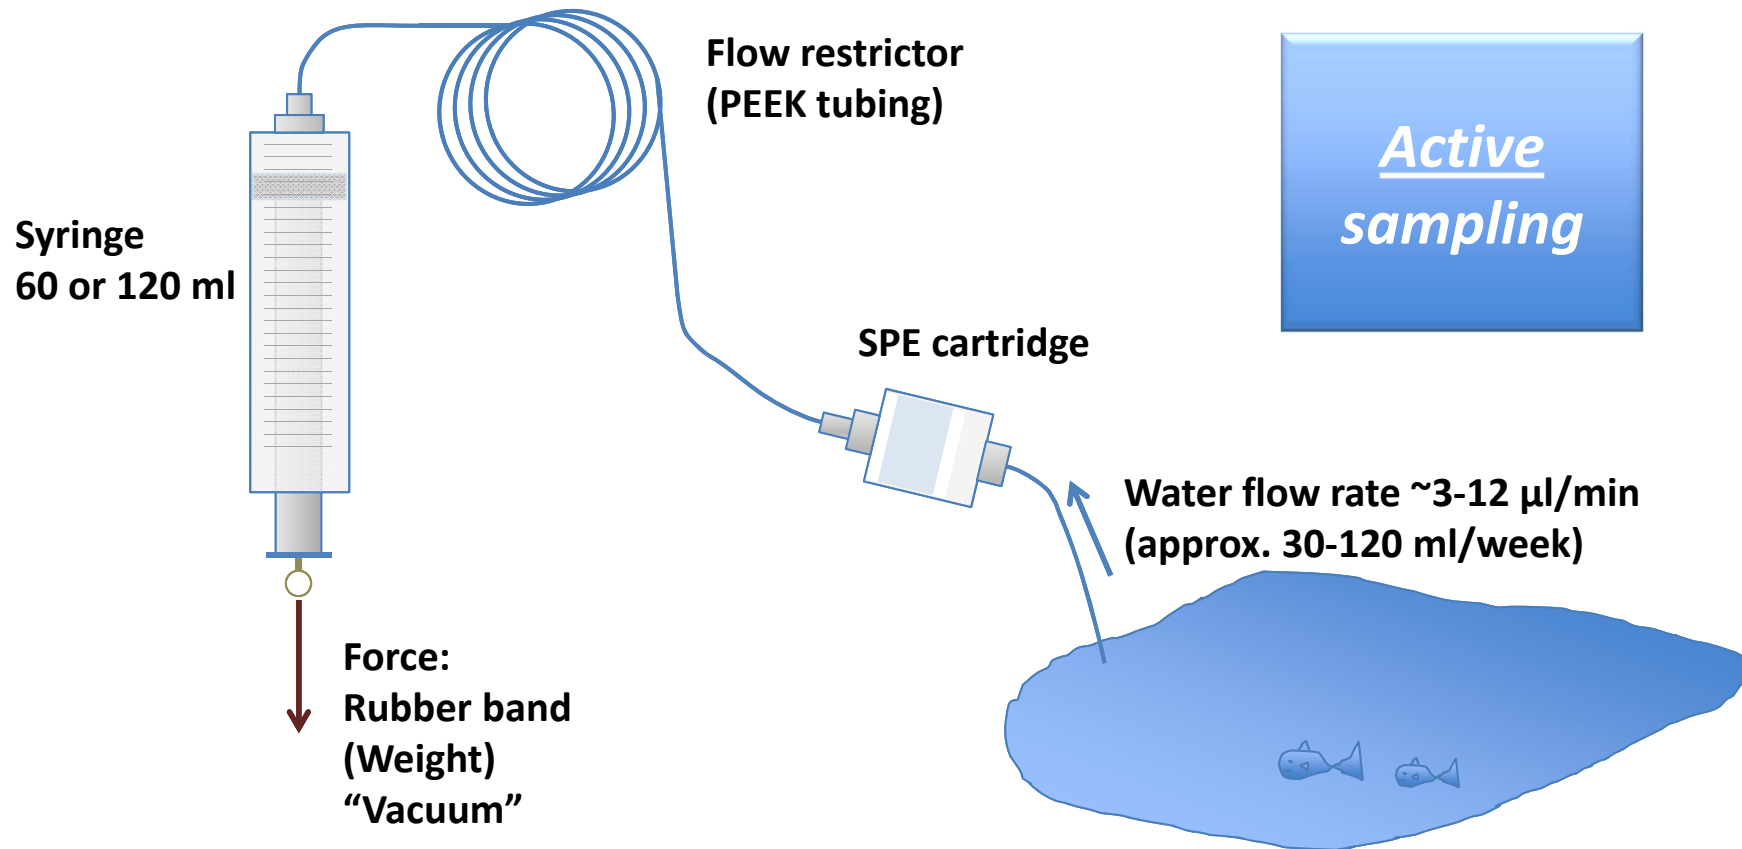 Flow restrictor
(PEEK tubing)
Active
sampling
Syringe
60 or 120 ml
SPE cartridge
Water flow rate ~3-12 µl/min
(approx. 30-120 ml/week)
Force:
Rubber band
(Weight)
“Vacuum”